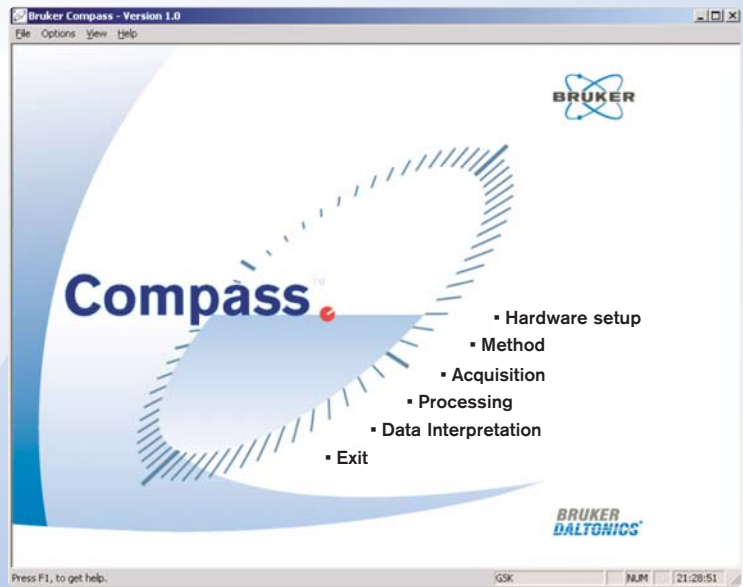 Bruker Compass - Version 1.0
File Options View Help
BRUKER
Compass
▪ Hardware setup
▪ Method
▪ Acquisition
▪ Processing
▪ Data Interpretation
▪ Exit
BRUKER
DALTONICS
Press F1, to get help.
GSK NUM 21:28:51